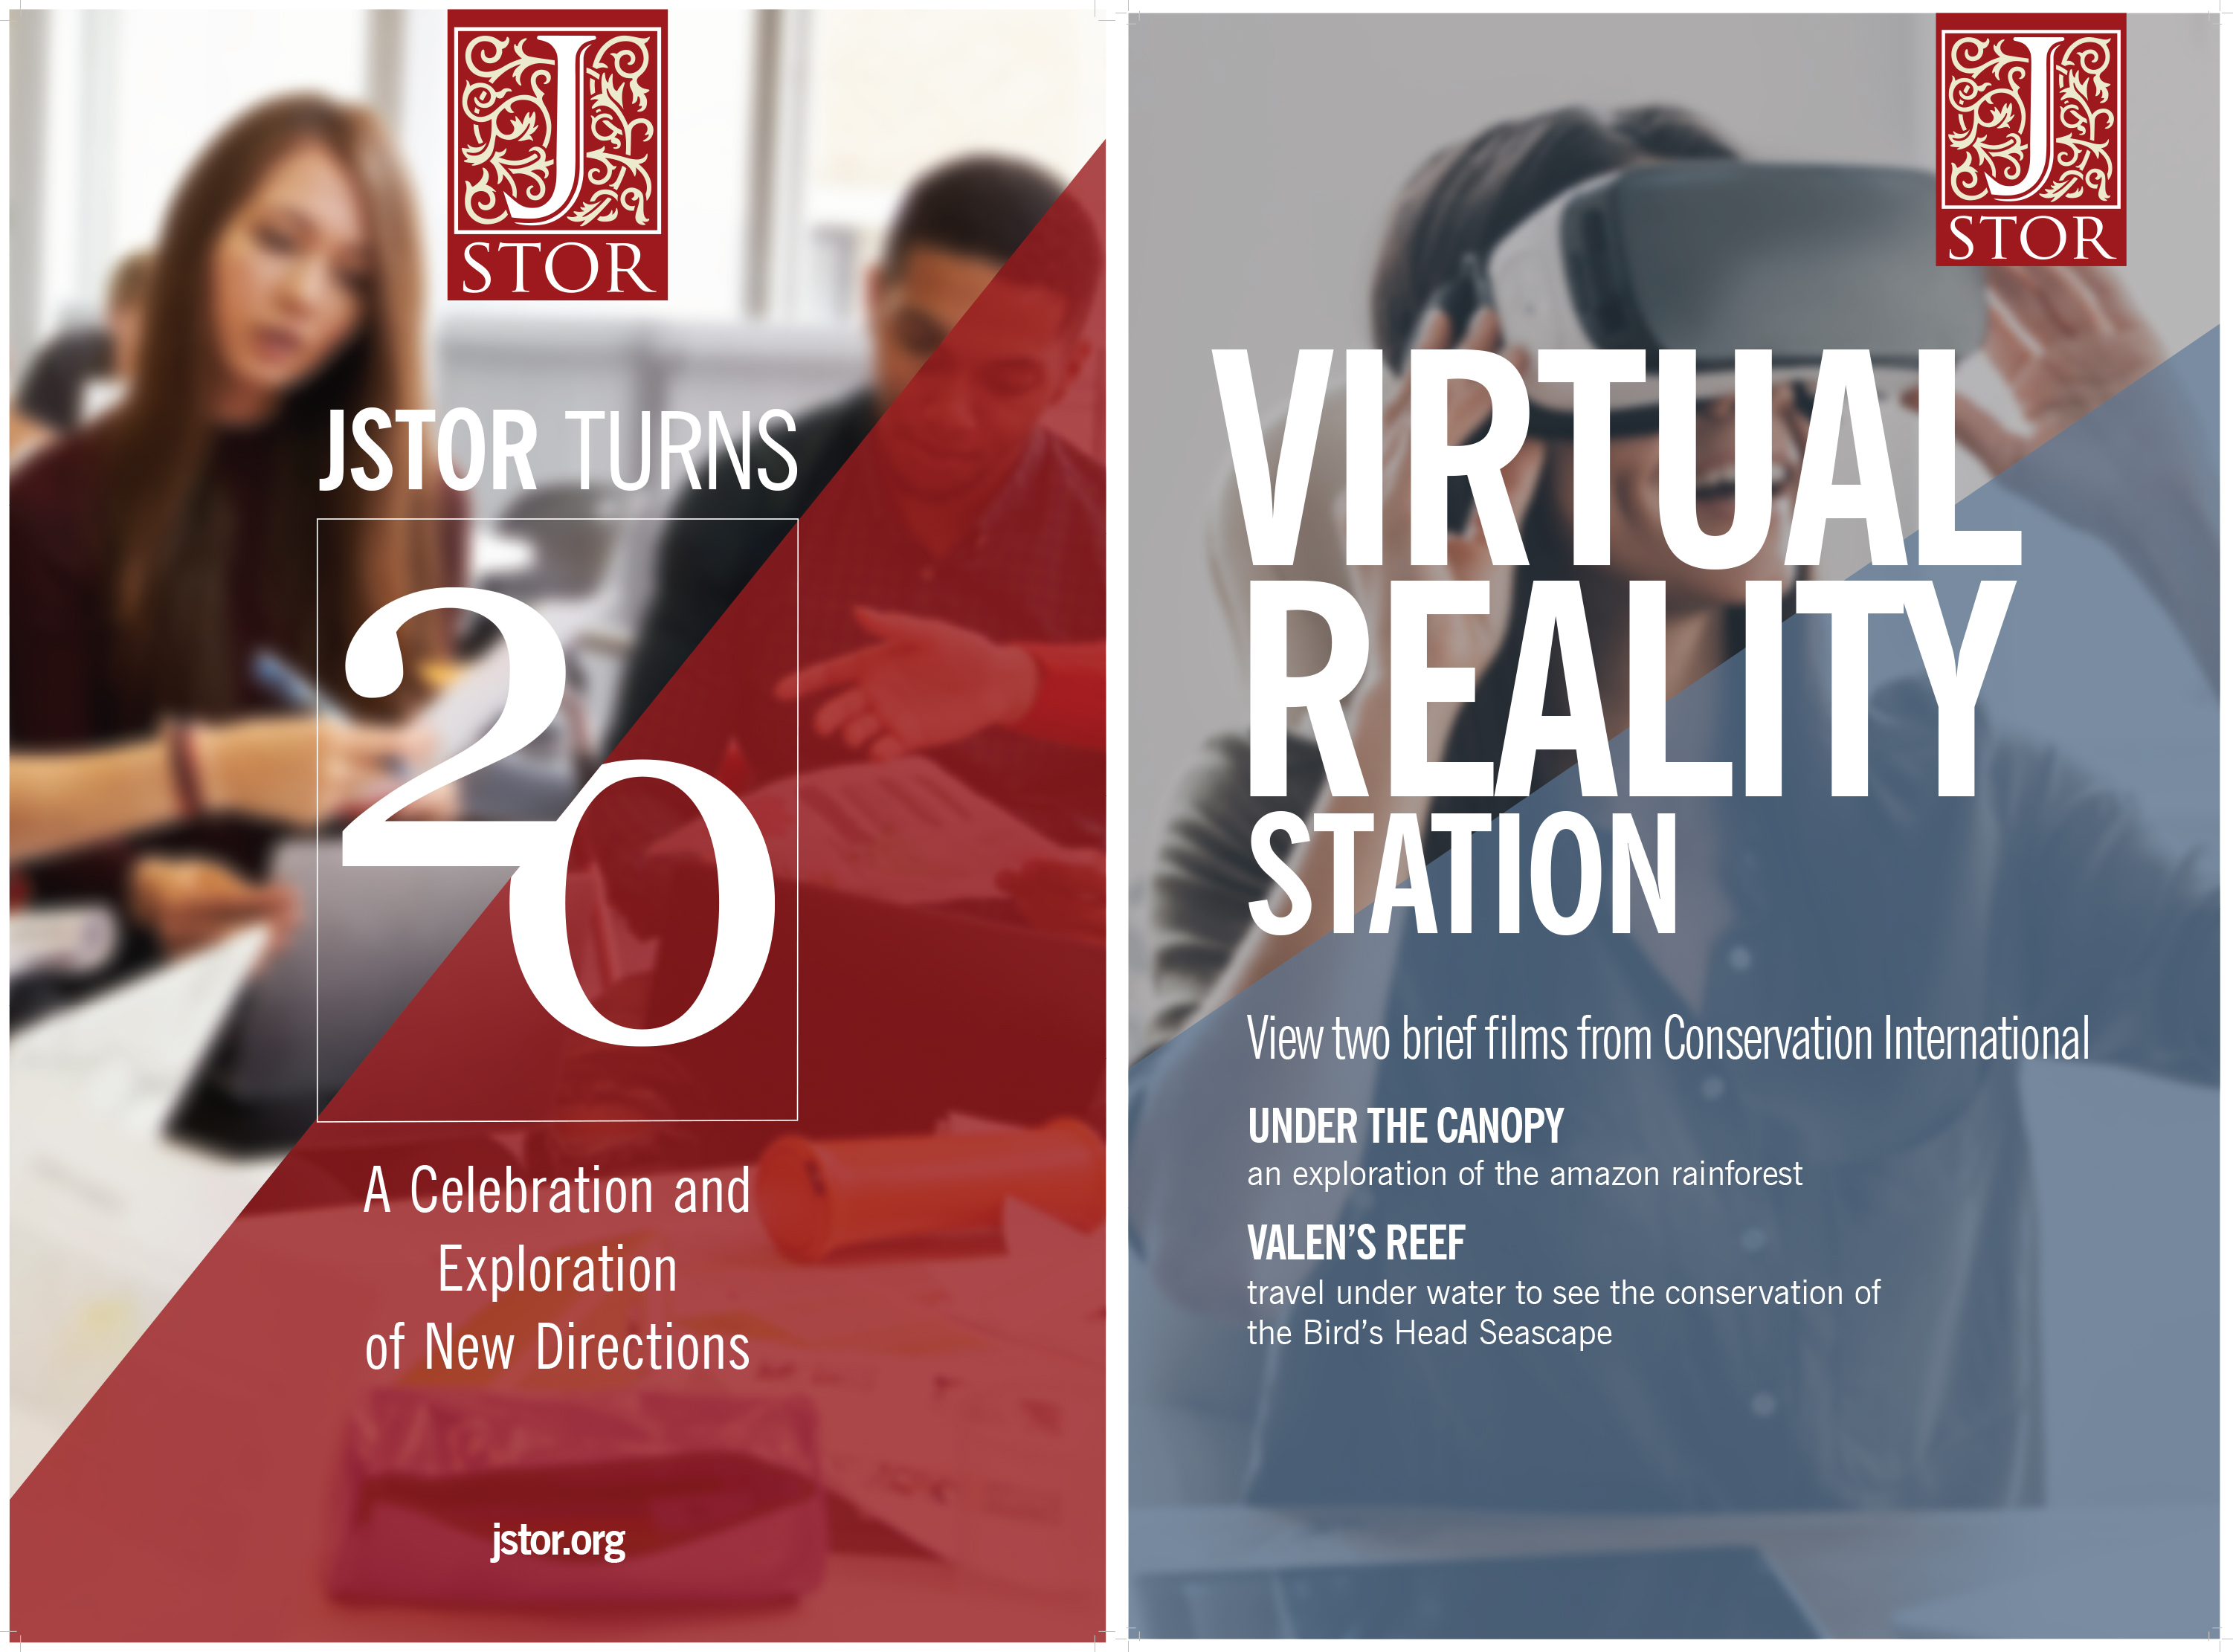 J
STOR
JSTOR TURNS
20
A Celebration and
Exploration
of New Directions
jstor.org
J
STOR
VIRTUAL
REALITY
STATION
View two brief films from Conservation International
UNDER THE CANOPY
an exploration of the amazon rainforest
VALEN’S REEF
travel under water to see the conservation of
the Bird’s Head Seascape